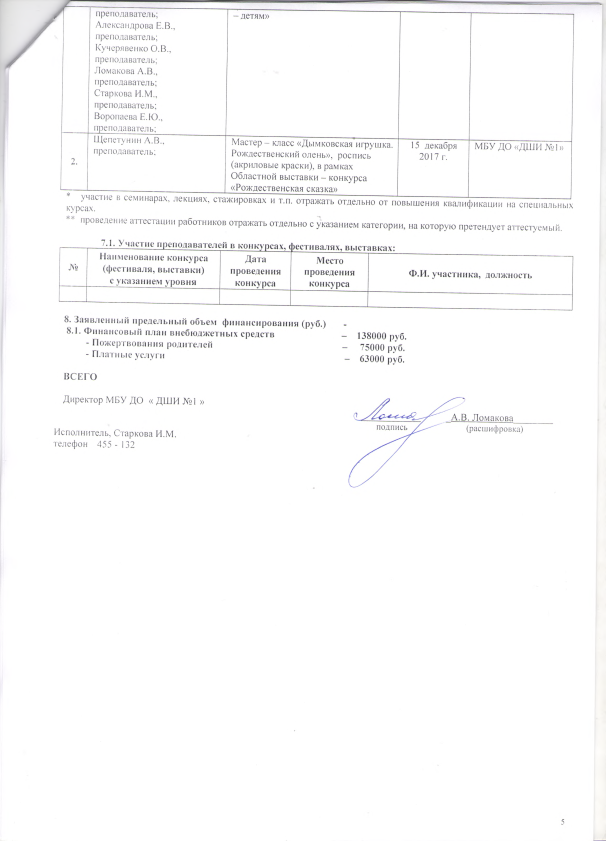 преподаватель;
Александрова Е.В.,
преподаватель;
Кучерявенко О.В.,
преподаватель;
Ломакова А.В.,
преподаватель;
Старкова И.М.,
преподаватель;
Воропаева Е.Ю.,
преподаватель;
– детям»
2.
Щепетунин А.В.,
преподаватель;
Мастер – класс «Дымковская игрушка.
Рождественский олень», роспись
(акриловые краски), в рамках
Областной выставки – конкурса
«Рождественская сказка»
15 декабря
2017 г.
МБУ ДО «ДШИ №1»
* участие в семинарах, лекциях, стажировках и т.п. отражать отдельно от повышения квалификации на специальных
курсах.
** проведение аттестации работников отражать отдельно с указанием категории, на которую претендует аттестуемый.
7.1. Участие преподавателей в конкурсах, фестивалях, выставках:
№
Наименование конкурса
(фестиваля, выставки)
с указанием уровня
Дата
проведения
конкурса
Место
проведения
конкурса
Ф.И. участника, должность
8. Заявленный предельный объем финансирования (руб.) -
8.1. Финансовый план внебюджетных средств – 138000 руб.
- Пожертвования родителей – 75000 руб.
- Платные услуги – 63000 руб.
ВСЕГО
Директор МБУ ДО « ДШИ №1 »
А.В. Ломакова
подпись (расшифровка)
Исполнитель, Старкова И.М.
телефон 455 - 132
5